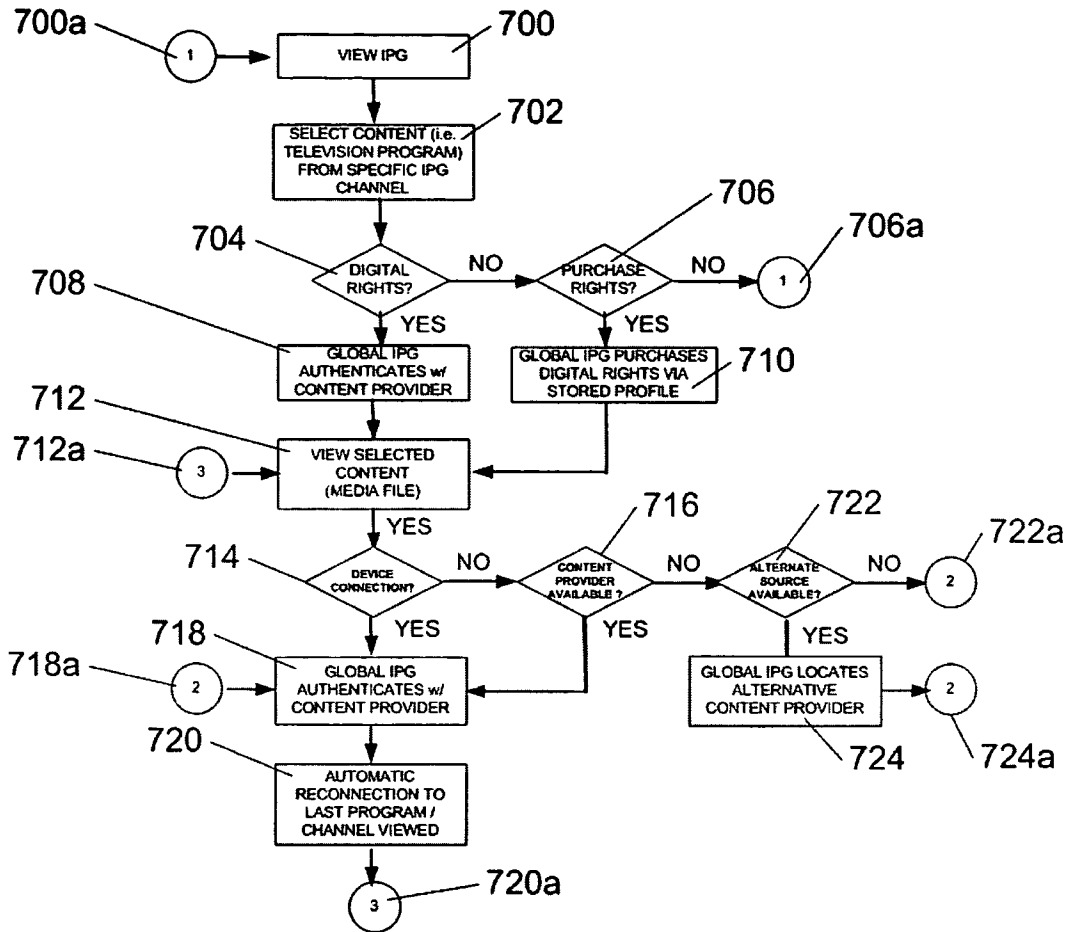 700a
1
VIEW IPG
700
SELECT CONTENT (i.e.
TELEVISION PROGRAM)
FROM SPECIFIC IPG
CHANNEL
702
704
DIGITAL
RIGHTS?
NO
706
PURCHASE
RIGHTS?
NO
706a
1
YES
YES
708
GLOBAL IPG
AUTHENTICATES w/
CONTENT PROVIDER
GLOBAL IPG PURCHASES
DIGITAL RIGHTS VIA
STORED PROFILE
710
712
712a
3
VIEW SELECTED
CONTENT
(MEDIA FILE)
YES
714
DEVICE
CONNECTION?
NO
716
CONTENT
PROVIDER
AVAILABLE ?
NO
722
ALTERNATE
SOURCE
AVAILABLE?
NO
722a
2
YES
YES
YES
718
718a
2
GLOBAL IPG
AUTHENTICATES w/
CONTENT PROVIDER
GLOBAL IPG LOCATES
ALTERNATIVE
CONTENT PROVIDER
2
724
724a
720
AUTOMATIC
RECONNECTION TO
LAST PROGRAM /
CHANNEL VIEWED
3
720a